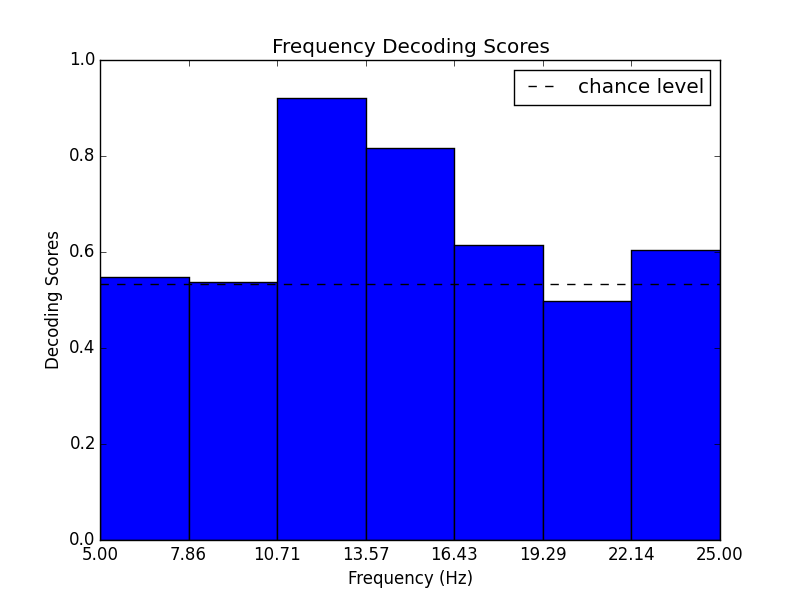 Frequency Decoding Scores
chance level
1.0
0.8
0.6
0.4
0.2
0.0
Decoding Scores
5.00 7.86 10.71 13.57 16.43 19.29 22.14 25.00
Frequency (Hz)